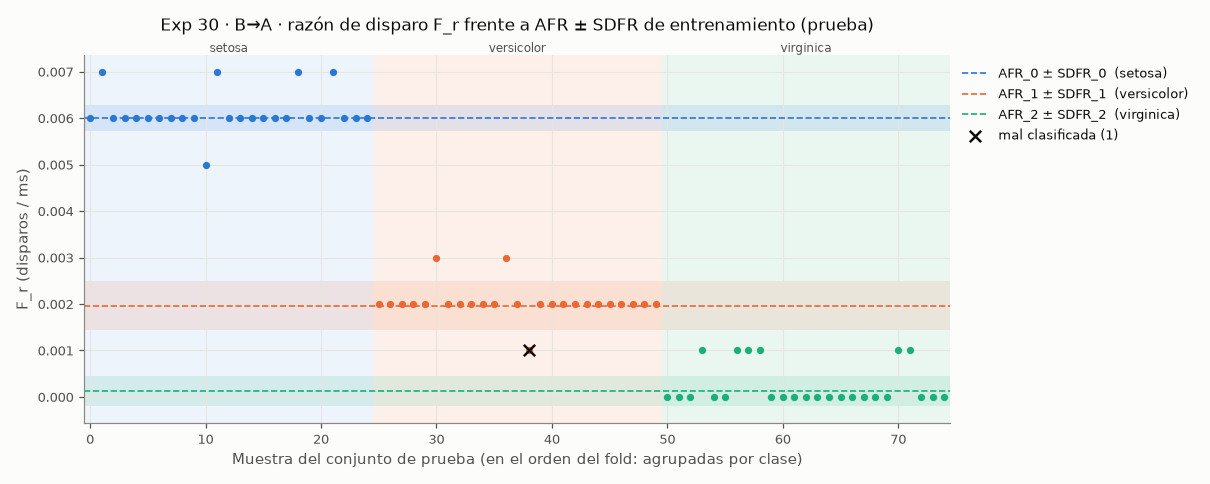 Exp 30 · B→A · razón de disparo F_r frente a AFR ± SDFR de entrenamiento (prueba)
setosa
versicolor
virginica
0.007
0.006
0.005
0.004
0.003
0.002
0.001
0.000
F_r (disparos / ms)
0
10
20
30
40
50
60
70
Muestra del conjunto de prueba (en el orden del fold: agrupadas por clase)
AFR_0 ± SDFR_0 (setosa)
AFR_1 ± SDFR_1 (versicolor)
AFR_2 ± SDFR_2 (virginica)
mal clasificada (1)